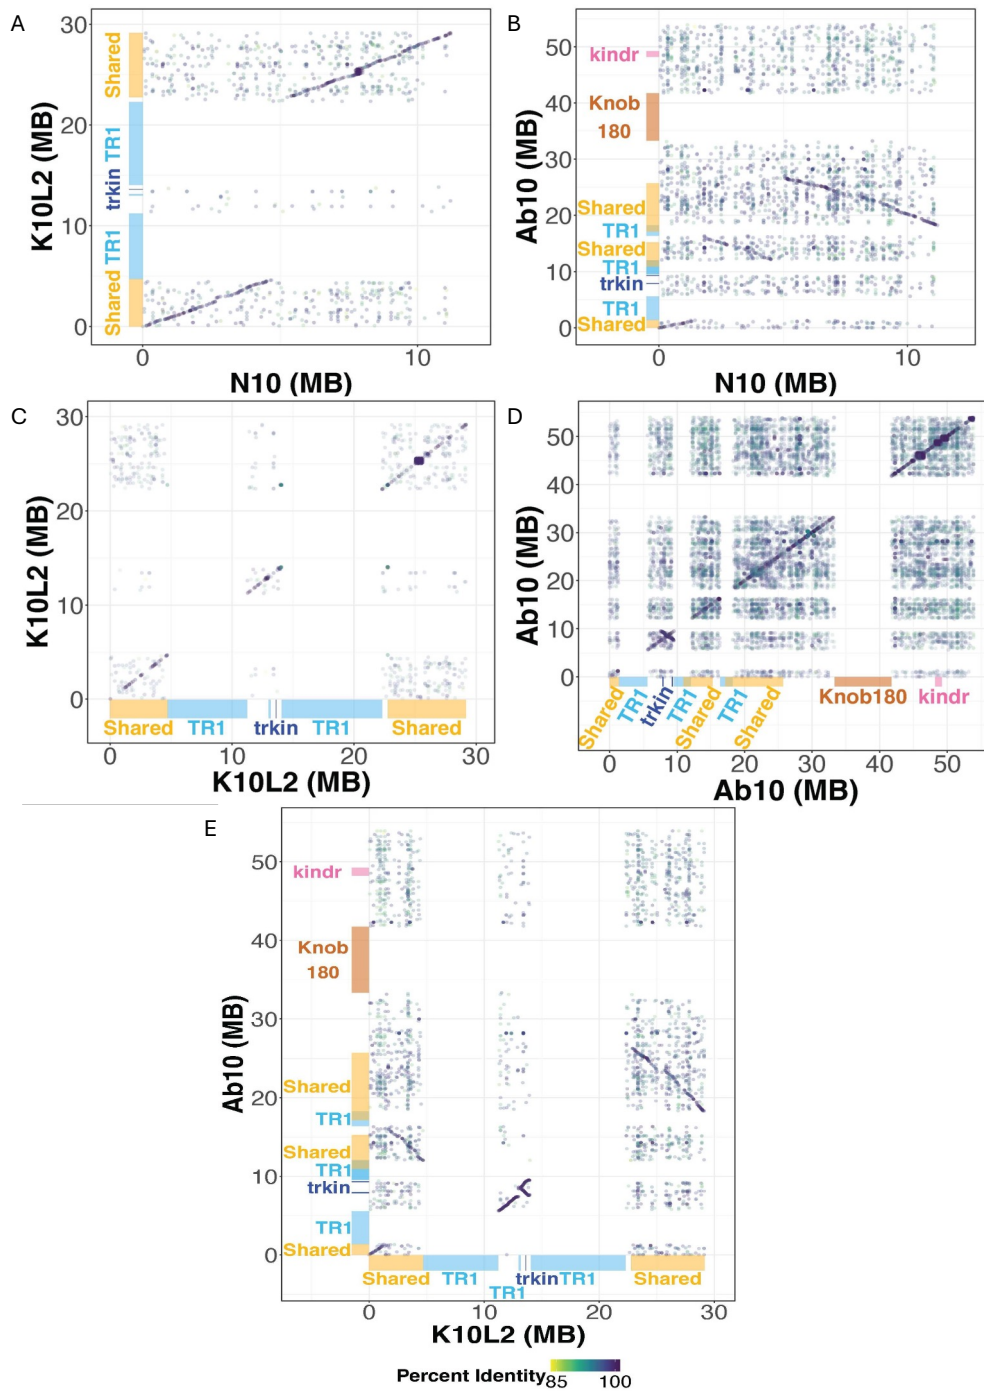 A
30
20
10
0
Shared
TR1
trkin
TR1
Shared
K10L2 (MB)
0
10
N10 (MB)
B
50
40
30
20
10
0
kindr
Knob
180
Shared
TR1
Shared
TR1
trkin
TR1
Shared
Ab10 (MB)
0
10
N10 (MB)
C
30
20
10
0
K10L2 (MB)
Shared
TR1
trkin
TR1
Shared
0
10
20
30
K10L2 (MB)
D
50
40
30
20
10
0
Ab10 (MB)
Shared
TR1
trkin
TR1
Shared
TR1
Shared
Knob180
kindr
0
10
20
30
40
50
Ab10 (MB)
E
50
40
30
20
10
0
kindr
Knob
180
Shared
TR1
Shared
TR1
trkin
TR1
Shared
Ab10 (MB)
Shared
TR1
TR1
trkin
TR1
Shared
0
10
20
30
K10L2 (MB)
Percent Identity
85
100